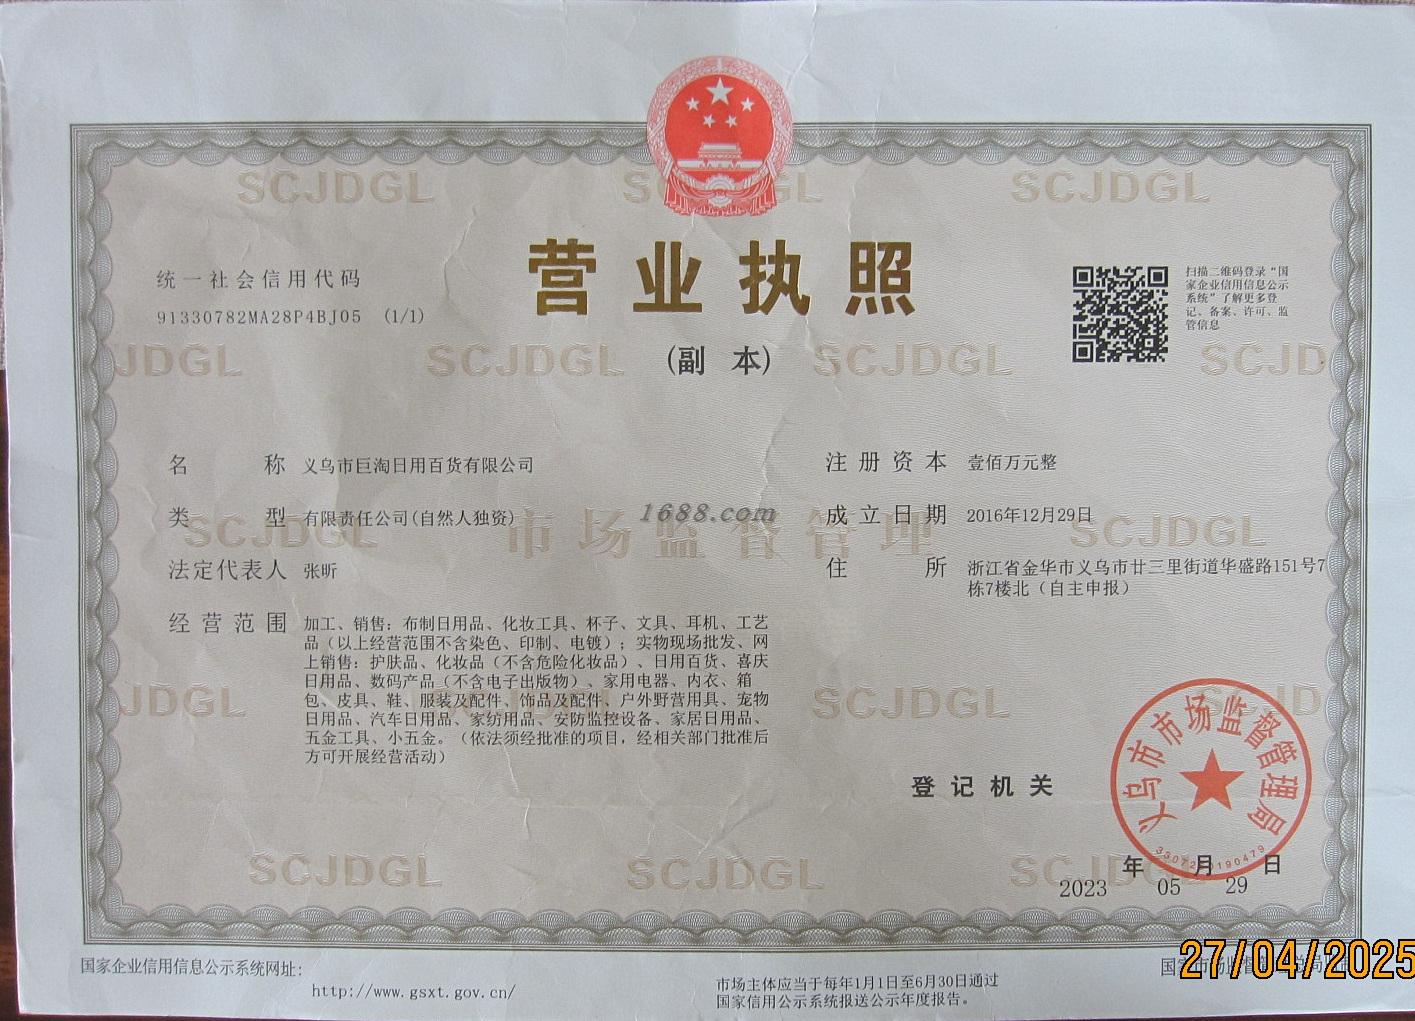 SCJDGL SCJDGL SCJDGL
营业执照
(副 本)
统一社会信用代码
91330782MA28P4BJ05 (1/1)
扫描二维码登录“国
家企业信用信息公示
系统”了解更多登
记、备案、许可、监
管信息
JDGL SCJDGL SCJDGL SCJD
名称 义乌市巨淘日用百货有限公司
类型 有限责任公司(自然人独资)
法定代表人 张昕
经营范围 加工、销售：布制日用品、化妆工具、杯子、文具、耳机、工艺
品（以上经营范围不含染色、印制、电镀）；实物现场批发、网
上销售：护肤品、化妆品（不含危险化妆品）、日用百货、喜庆
日用品、数码产品（不含电子出版物）、家用电器、内衣、箱
包、皮具、鞋、服装及配件、饰品及配件、户外野营用具、宠物
日用品、汽车日用品、家纺用品、安防监控设备、家居日用品、
五金工具、小五金。（依法须经批准的项目，经相关部门批准后
方可开展经营活动）
注册资本 壹佰万元整
成立日期 2016年12月29日
住所 浙江省金华市义乌市廿三里街道华盛路151号7
栋7楼北（自主申报）
1688.com
SCJDGL 市场监督管理 SCJDGL
JDGL SCJDGL SCJD
登记机关
义乌市市场监督管理局
2023 年 05 月 29 日
SCJDGL SCJDGL SCJDGL
国家企业信用信息公示系统网址：
http://www.gsxt.gov.cn/
市场主体应当于每年1月1日至6月30日通过
国家信用公示系统报送公示年度报告。
27/04/2025